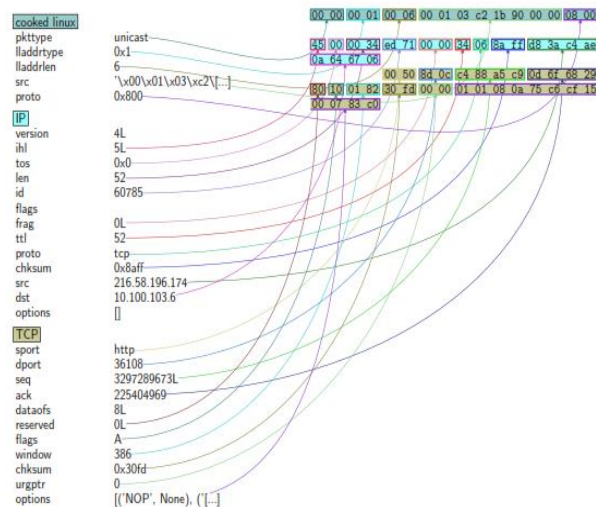 cooked linux
pkttype unicast
lladdrtype 0x1
lladdrlen 6
src '\x00\x01\x03\xc2\[...]
proto 0x800
IP
version 4L
ihl 5L
tos 0x0
len 52
id 60785
flags
frag 0L
ttl 52
proto tcp
chksum 0x8aff
src 216.58.196.174
dst 10.100.103.6
options []
TCP
sport http
dport 36108
seq 3297289673L
ack 225404969
dataofs 8L
reserved 0L
flags A
window 386
chksum 0x30fd
urgptr 0
options [('NOP', None), ('[...]
00 00 00 01 00 06 00 01 03 c2 1b 90 00 00 08 00
45 00 00 34 ed 71 00 00 34 06 8a ff d8 3a c4 ae
0a 64 67 06
00 50 8d 0c c4 88 a5 c9 0d 6f 68 29
80 10 01 82 30 fd 00 00 01 01 08 0a 75 c6 cf 15
00 07 83 c0